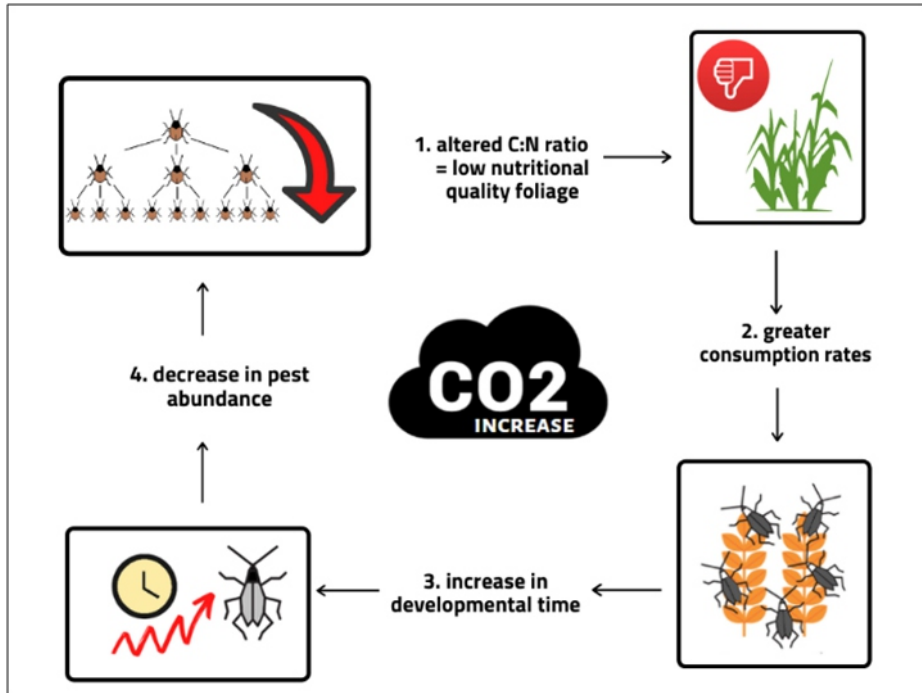 1. altered C:N ratio
= low nutritional
quality foliage
2. greater
consumption rates
CO2
INCREASE
3. increase in
developmental time
4. decrease in pest
abundance